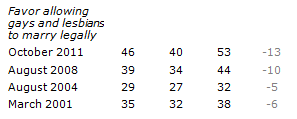 Favor allowing
gays and lesbians
to marry legally
October 2011 46 40 53 -13
August 2008 39 34 44 -10
August 2004 29 27 32 -5
March 2001 35 32 38 -6